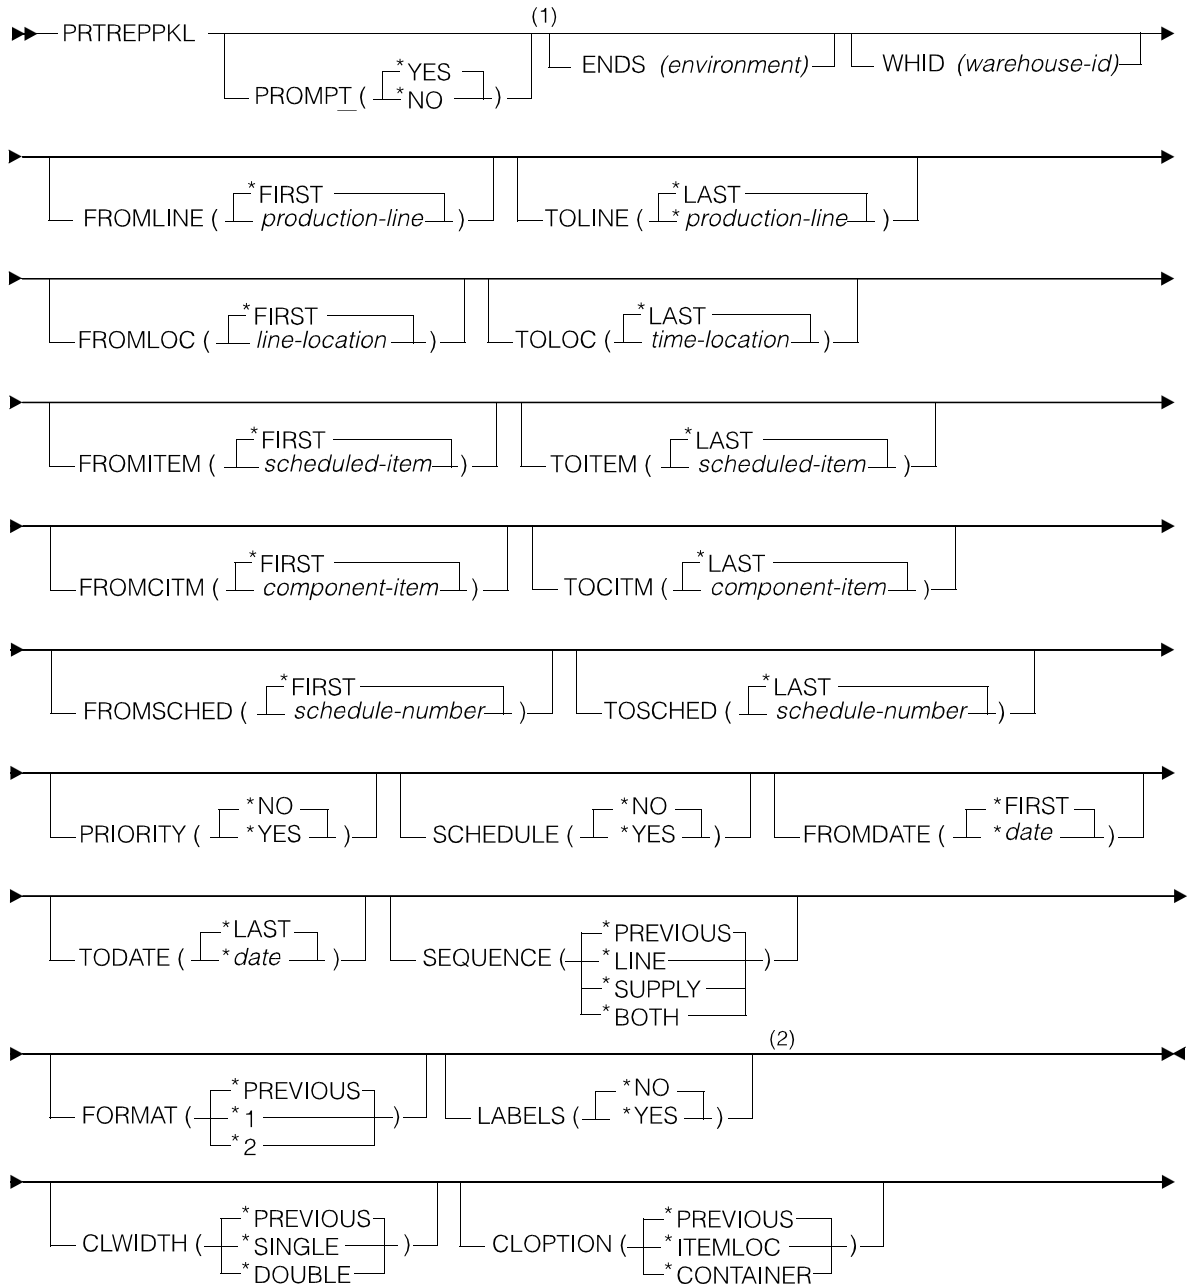 (1)
PRTREPPKL
ENDS (environment)
WHID (warehouse-id)
*YES
PROMPT ( *NO )
*FIRST
FROMLINE ( production-line )
*LAST
TOLINE ( * production-line )
*FIRST
FROMLOC ( line-location )
*LAST
TOLOC ( time-location )
*FIRST
FROMITEM ( scheduled-item )
*LAST
TOITEM ( scheduled-item )
*FIRST
FROMCITM ( component-item )
*LAST
TOCITM ( component-item )
*FIRST
FROMSCHED ( schedule-number )
*LAST
TOSCHED ( schedule-number )
*NO
PRIORITY ( *YES )
*NO
SCHEDULE ( *YES )
*FIRST
FROMDATE ( *date )
*LAST
TODATE ( *date )
*PREVIOUS
SEQUENCE ( *LINE )
*SUPPLY
*BOTH
(2)
*PREVIOUS
FORMAT ( *1 )
*2
*NO
LABELS ( *YES )
*PREVIOUS
CLWIDTH ( *SINGLE )
*DOUBLE
*PREVIOUS
CLOPTION ( *ITEMLOC )
*CONTAINER